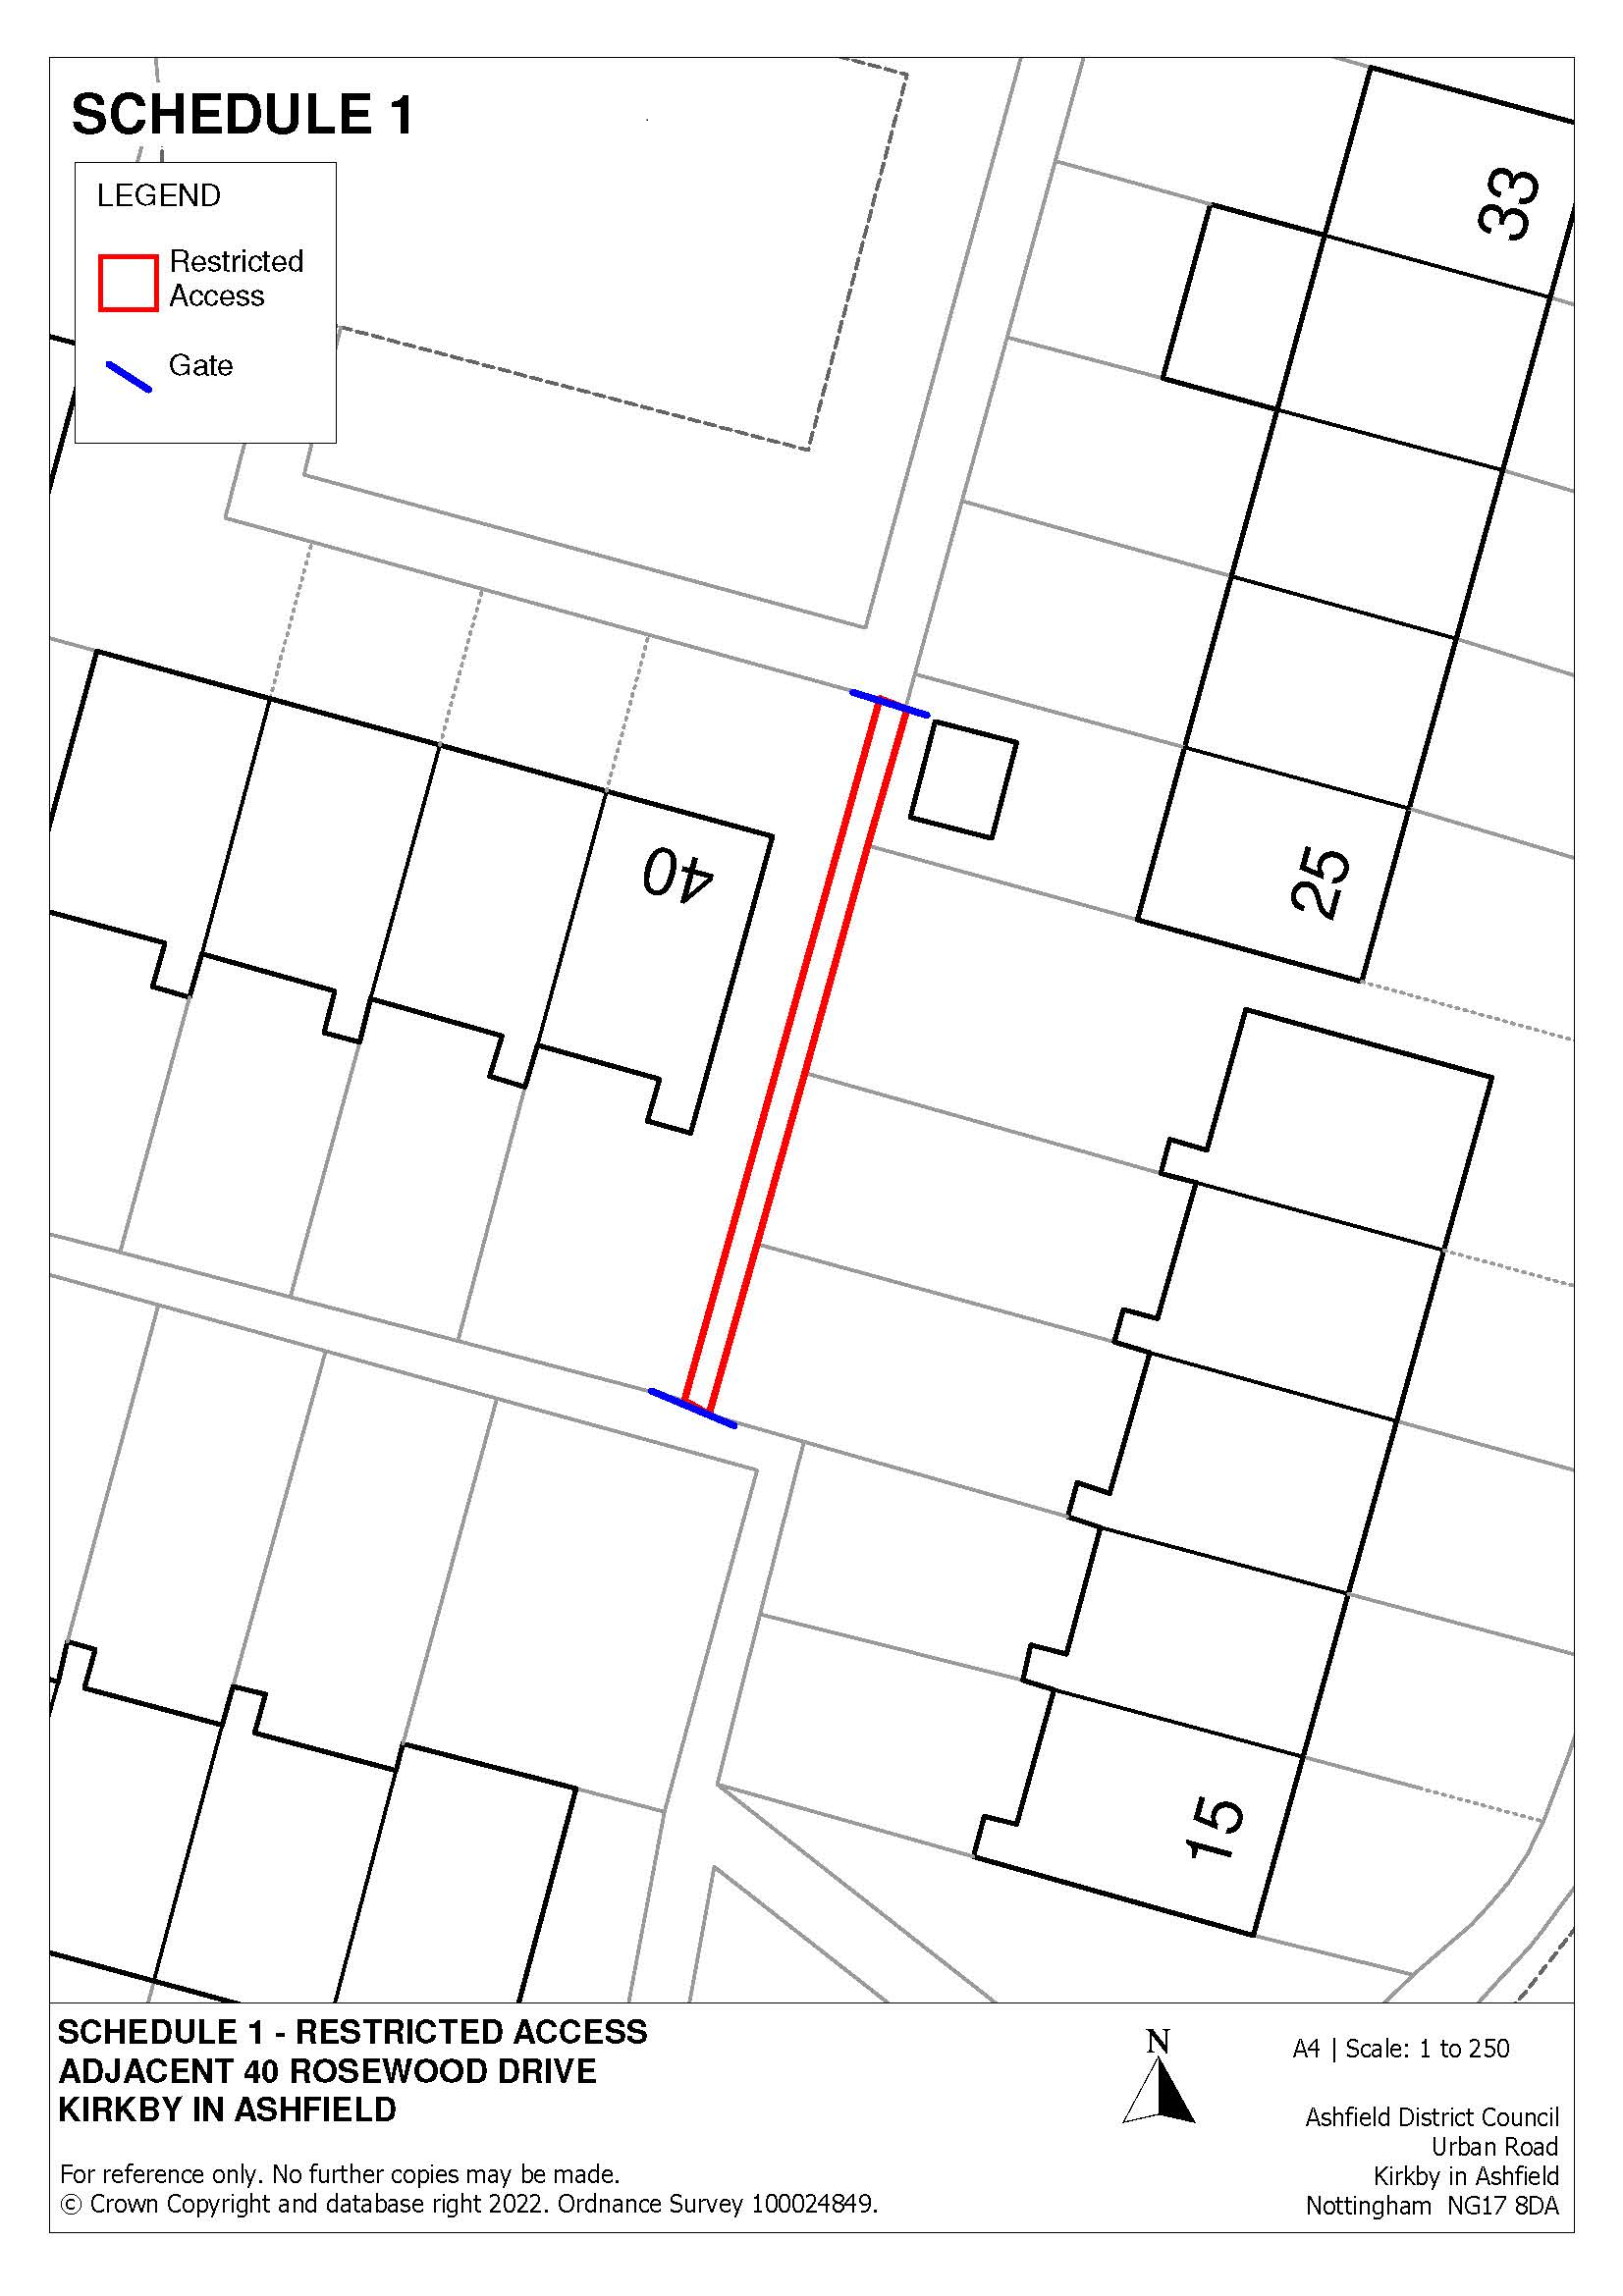 SCHEDULE 1
LEGEND
Restricted
Access
Gate
33
40
25
15
SCHEDULE 1 - RESTRICTED ACCESS
ADJACENT 40 ROSEWOOD DRIVE
KIRKBY IN ASHFIELD
For reference only. No further copies may be made.
© Crown Copyright and database right 2022. Ordnance Survey 100024849.
N
A4 | Scale: 1 to 250
Ashfield District Council
Urban Road
Kirkby in Ashfield
Nottingham NG17 8DA